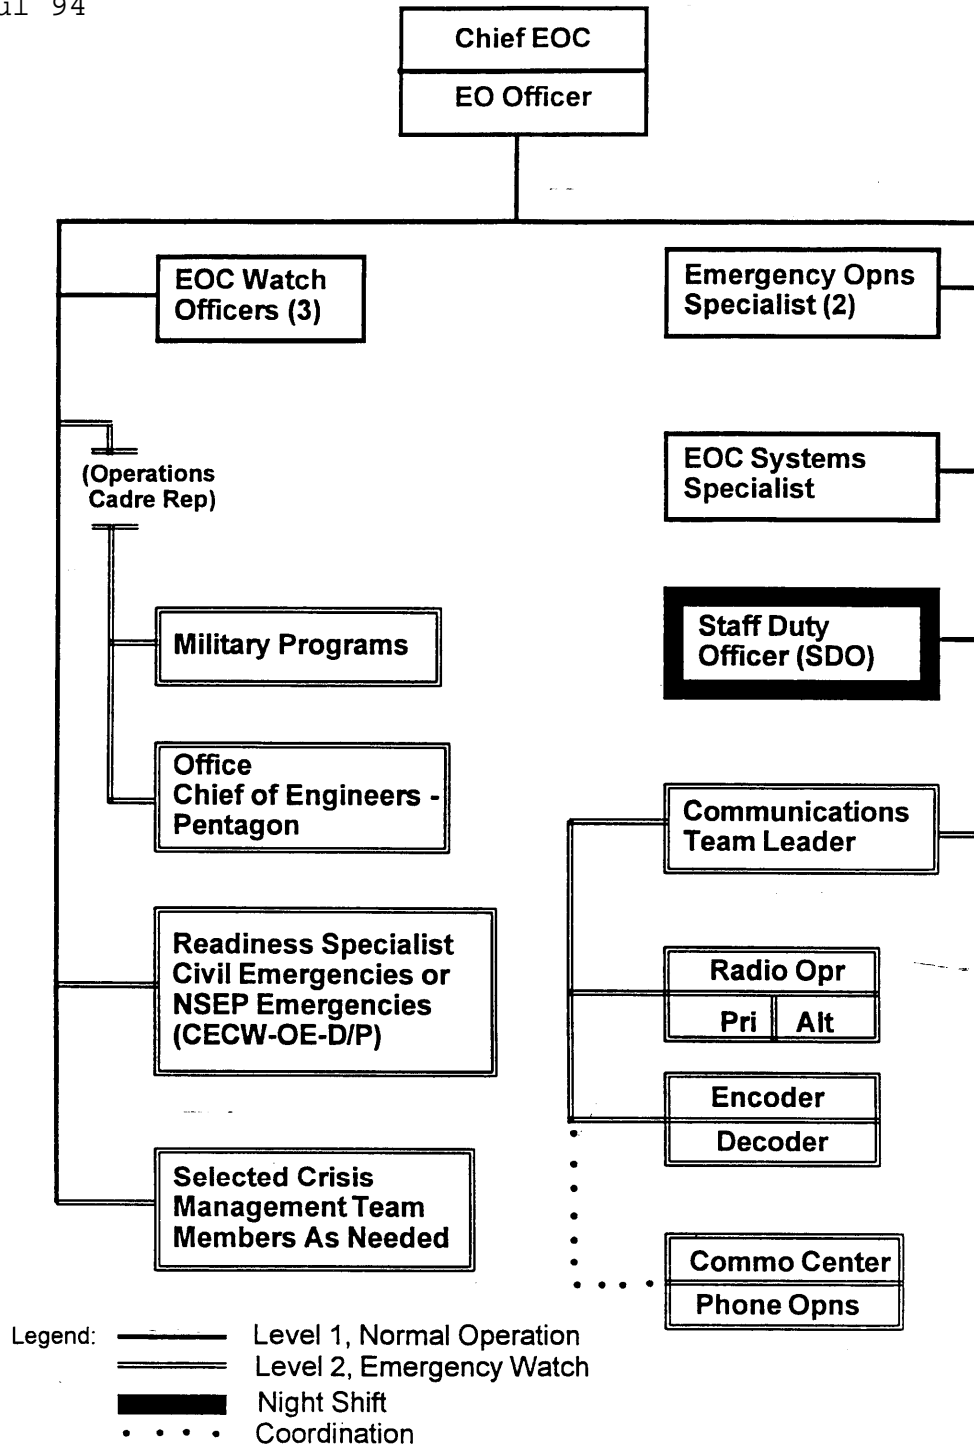 ul 94
Chief EOC
EO Officer
EOC Watch
Officers (3)
Emergency Opns
Specialist (2)
(Operations
Cadre Rep)
EOC Systems
Specialist
Staff Duty
Officer (SDO)
Military Programs
Office
Chief of Engineers -
Pentagon
Communications
Team Leader
Readiness Specialist
Civil Emergencies or
NSEP Emergencies
(CECW-OE-D/P)
Radio Opr
Pri Alt
Encoder
Decoder
Selected Crisis
Management Team
Members As Needed
Commo Center
Phone Opns
Legend:
Level 1, Normal Operation
Level 2, Emergency Watch
Night Shift
Coordination